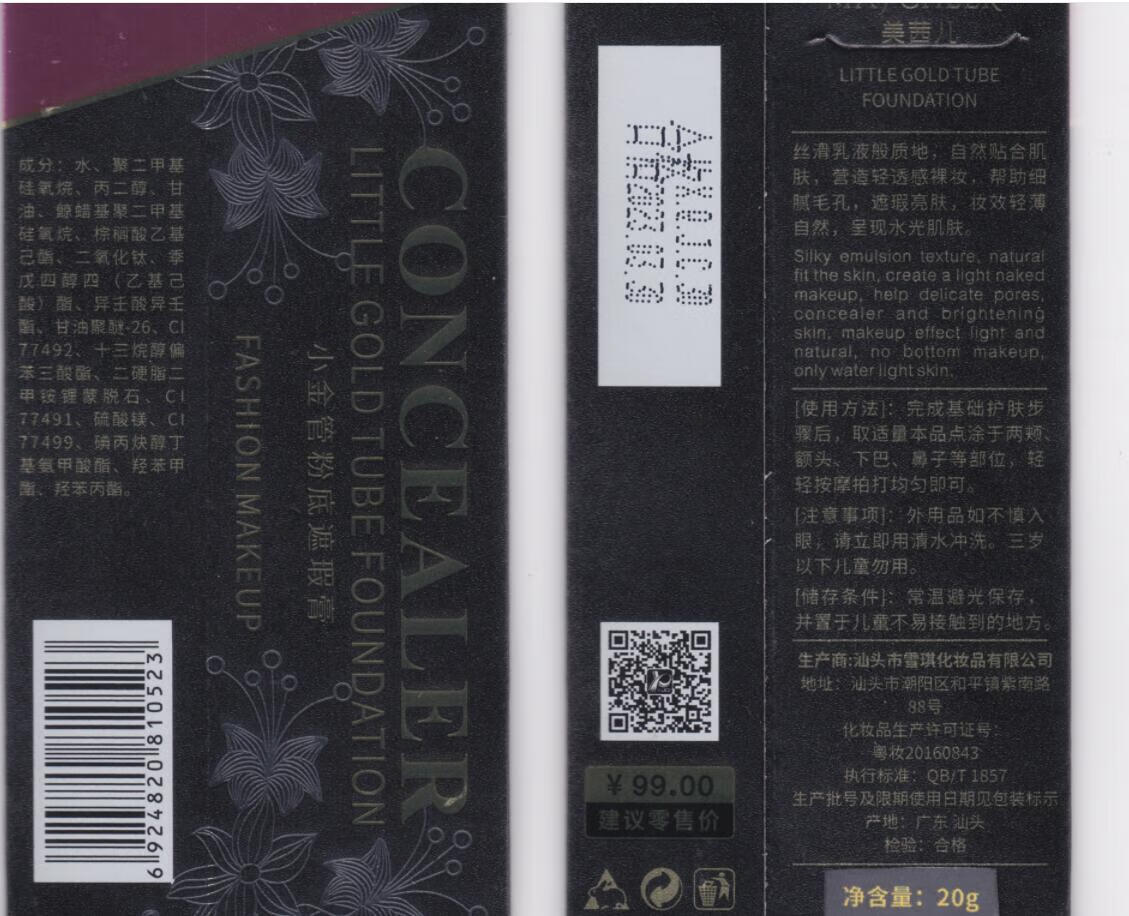 成分：水、聚二甲基
硅氧烷、丙二醇、甘
油、鲸蜡基聚二甲基
硅氧烷、棕榈酸乙基
己酯、二氧化钛、季
戊四醇四（乙基己
酸）酯、异壬酸异壬
酯、甘油聚醚-26、CI
77492、十三烷醇偏
苯三酸酯、二硬脂二
甲铵锂蒙脱石、CI
77491、硫酸镁、CI
77499、碘丙炔醇丁
基氨甲酸酯、羟苯甲
酯、羟苯丙酯。
CONCEALER
LITTLE GOLD TUBE FOUNDATION
小金管粉底遮瑕膏
FASHION MAKEUP
6924820810523
美茜儿
LITTLE GOLD TUBE
FOUNDATION
丝滑乳液般质地，自然贴合肌
肤，营造轻透感裸妆，帮助细
腻毛孔，遮瑕亮肤，妆效轻薄
自然，呈现水光肌肤。
Silky emulsion texture, natural
fit the skin, create a light naked
makeup, help delicate pores,
concealer and brightening
skin, makeup effect light and
natural, no bottom makeup,
only water light skin.
[使用方法]：完成基础护肤步
骤后，取适量本品点涂于两颊、
额头、下巴、鼻子等部位，轻
轻按摩拍打均匀即可。
[注意事项]：外用品如不慎入
眼，请立即用清水冲洗。三岁
以下儿童勿用。
[储存条件]：常温避光保存，
并置于儿童不易接触到的地方。
生产商:汕头市雪琪化妆品有限公司
地址：汕头市潮阳区和平镇紫南路
88号
化妆品生产许可证号：
粤妆20160843
执行标准：QB/T 1857
生产批号及限期使用日期见包装标示
产地：广东 汕头
检验：合格
净含量：20g
¥ 99.00
建议零售价